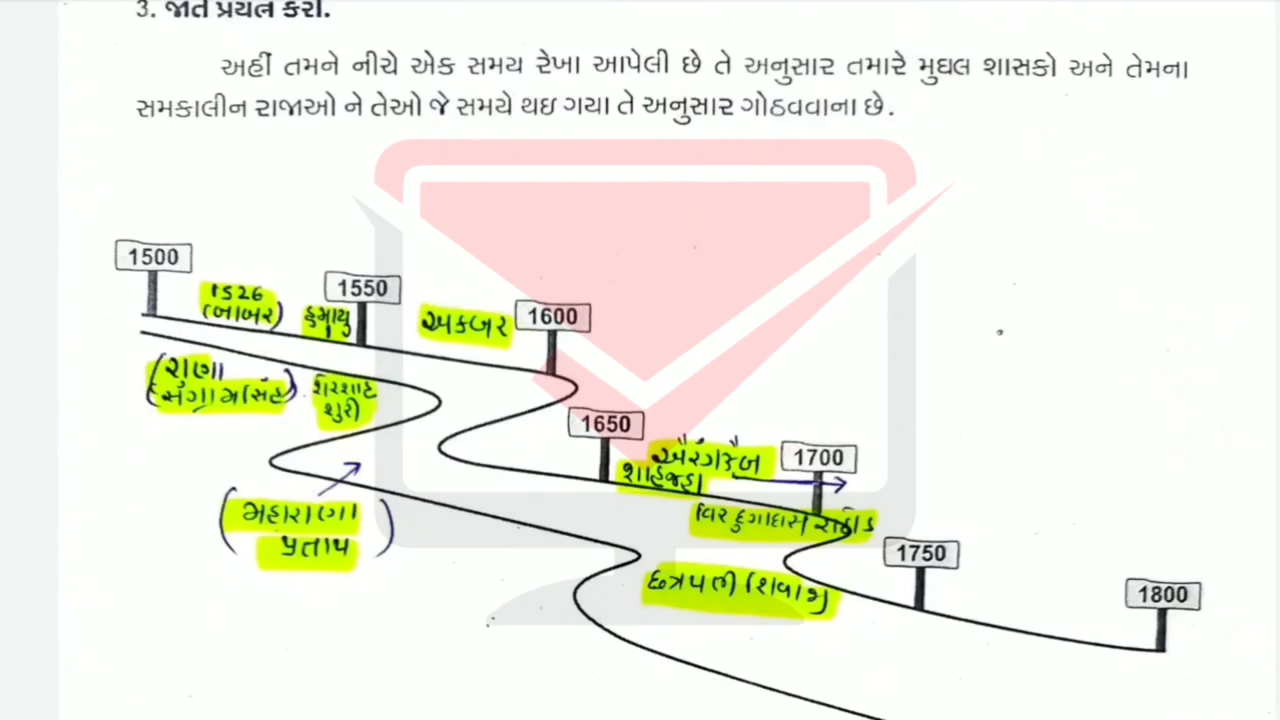 3. જાતે પ્રયત્ન કરો.
અહીં તમને નીચે એક સમય રેખા આપેલી છે તે અનુસાર તમારે મુઘલ શાસકો અને તેમના
સમકાલીન રાજાઓ ને તેઓ જે સમયે થઇ ગયા તે અનુસાર ગોઠવવાના છે.
1500
1526
(બાબર)
હુમાયુ
1550
અકબર
1600
(રાણા
સંગ્રામસિંહ)
શેરશાહ
શુરી
1650
ઔરંગઝેબ
શાહજહા
1700
(મહારાણા
પ્રતાપ)
વિર દુર્ગાદાસ રાઠોડ
1750
છત્રપતી શિવાજી
1800